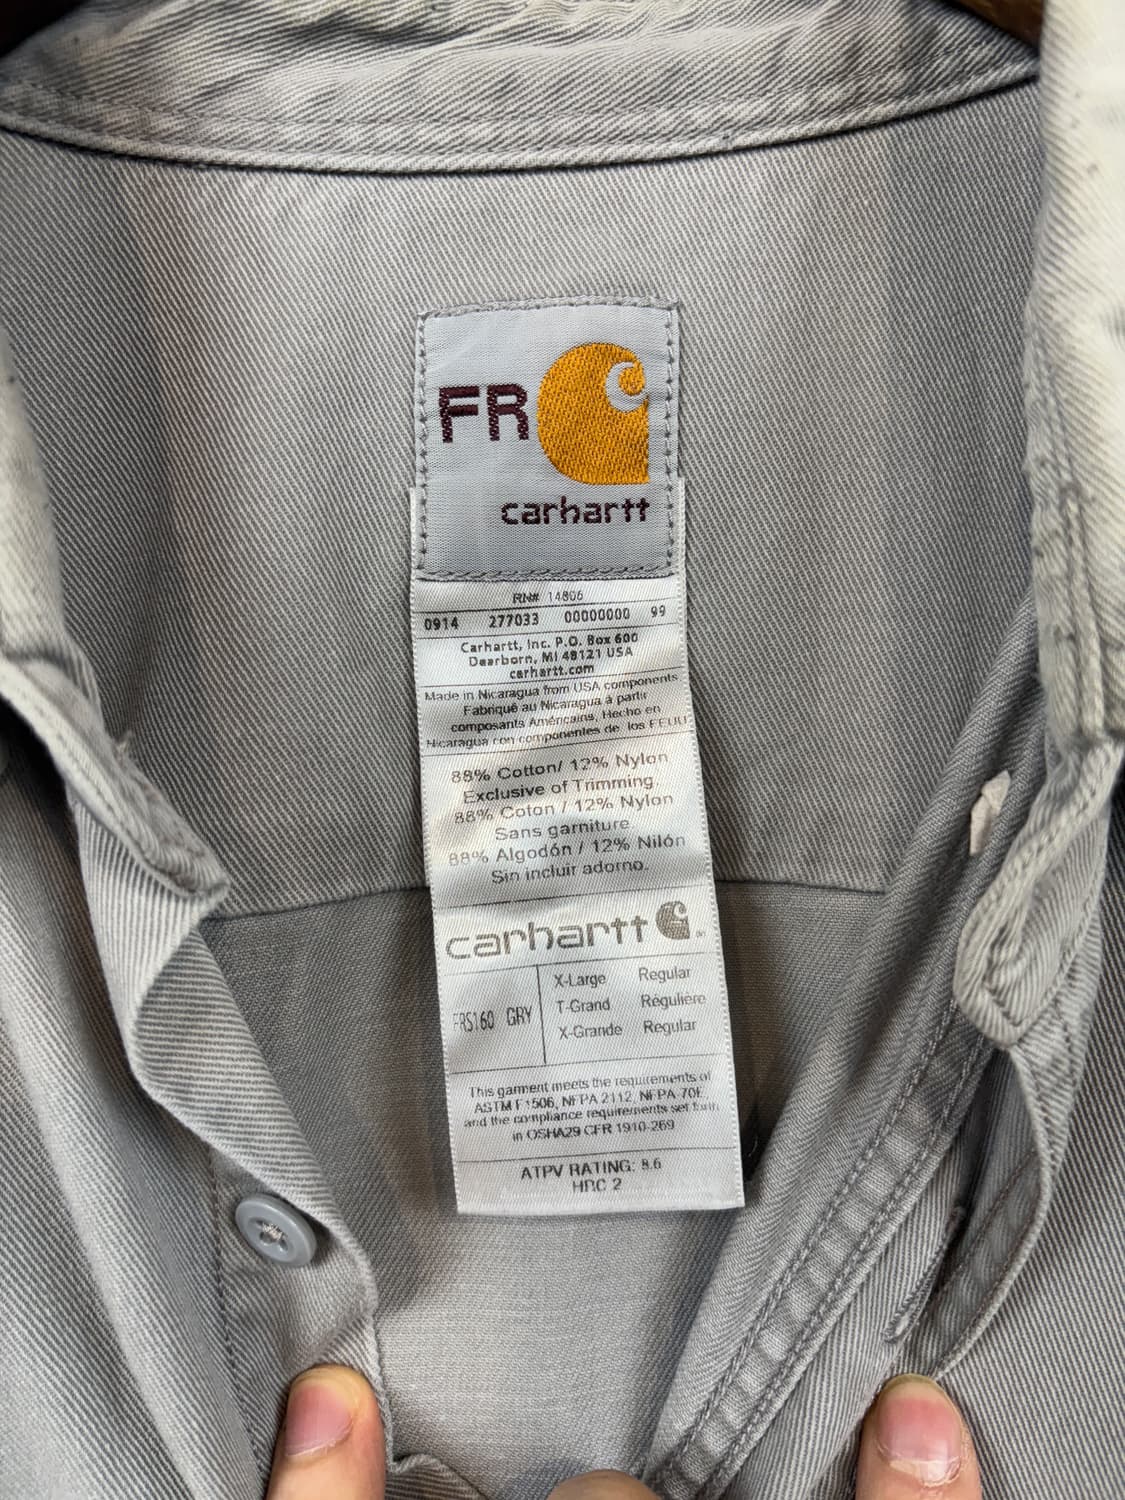 FR
carhartt
RN# 14806
0914 277033 00000000 99
Carhartt, Inc. P.O. Box 600
Dearborn, MI 48121 USA
carhartt.com
Made in Nicaragua from USA components
Fabriqué au Nicaragua à partir
composants Américains, Hecho en
Nicaragua con componentes de los EEUU
88% Cotton/ 12% Nylon
Exclusive of Trimming.
88% Coton / 12% Nylon
Sans garniture.
88% Algodón / 12% Nilón
Sin incluir adorno.
carhartt
FRS160 GRY
X-Large Regular
T-Grand Régulière
X-Grande Regular
This garment meets the requirements of
ASTM F1506, NFPA 2112, NFPA 70E,
and the compliance requirements set forth
in OSHA29 CFR 1910-269
ATPV RATING: 8.6
HRC 2